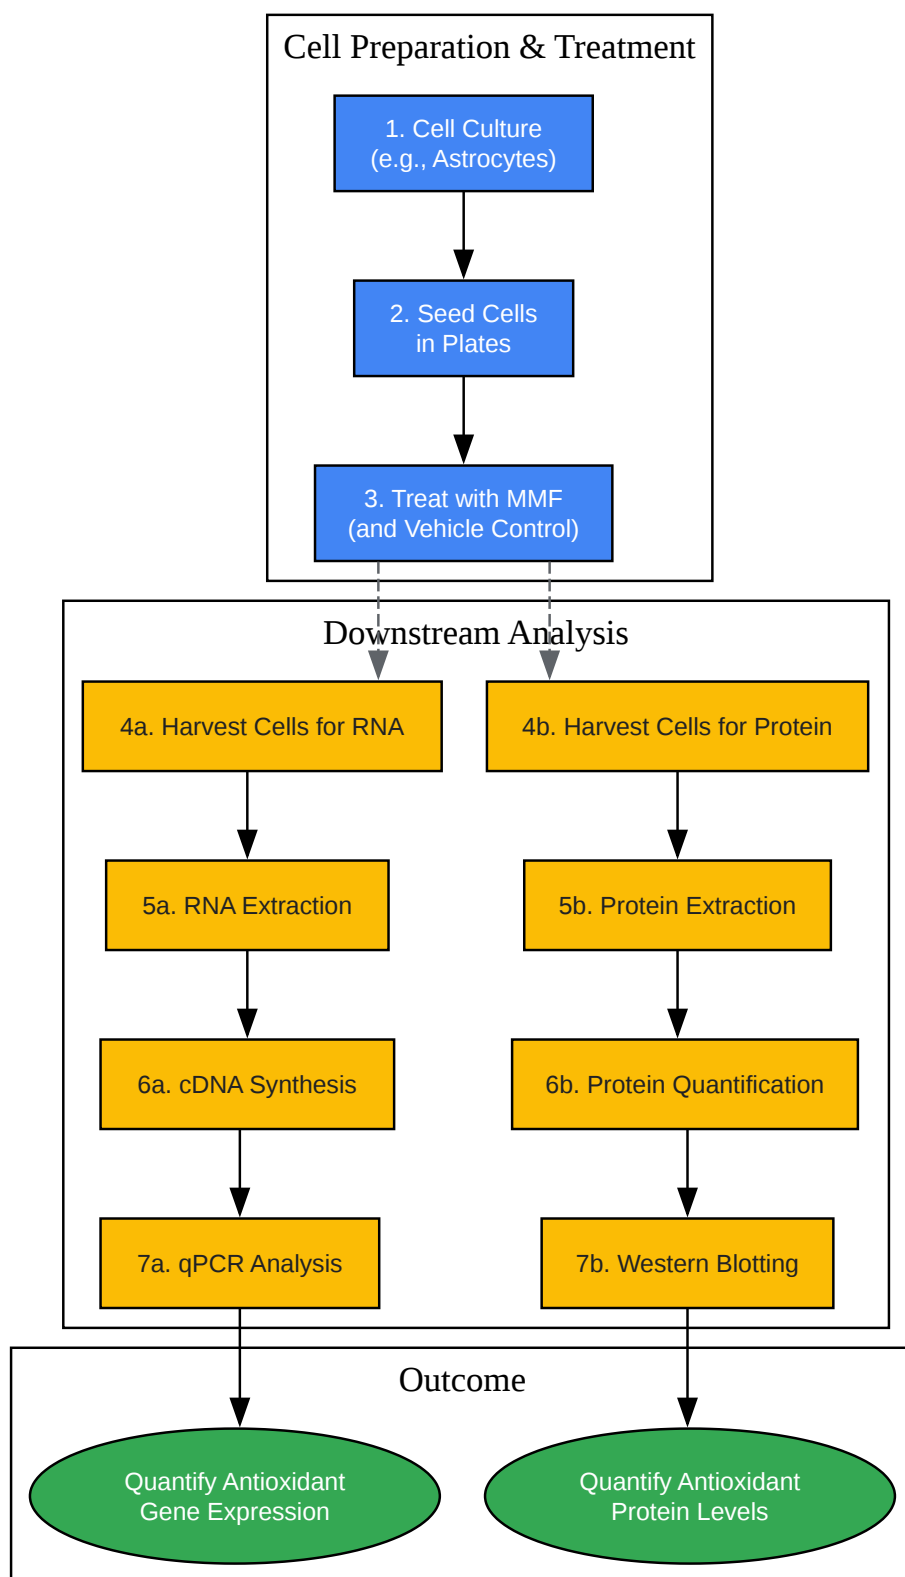 Cell Preparation & Treatment
1. Cell Culture
(e.g., Astrocytes)
2. Seed Cells
in Plates
3. Treat with MMF
(and Vehicle Control)
Downstream Analysis
4a. Harvest Cells for RNA
4b. Harvest Cells for Protein
5a. RNA Extraction
5b. Protein Extraction
6a. cDNA Synthesis
6b. Protein Quantification
7a. qPCR Analysis
7b. Western Blotting
Outcome
Quantify Antioxidant
Gene Expression
Quantify Antioxidant
Protein Levels